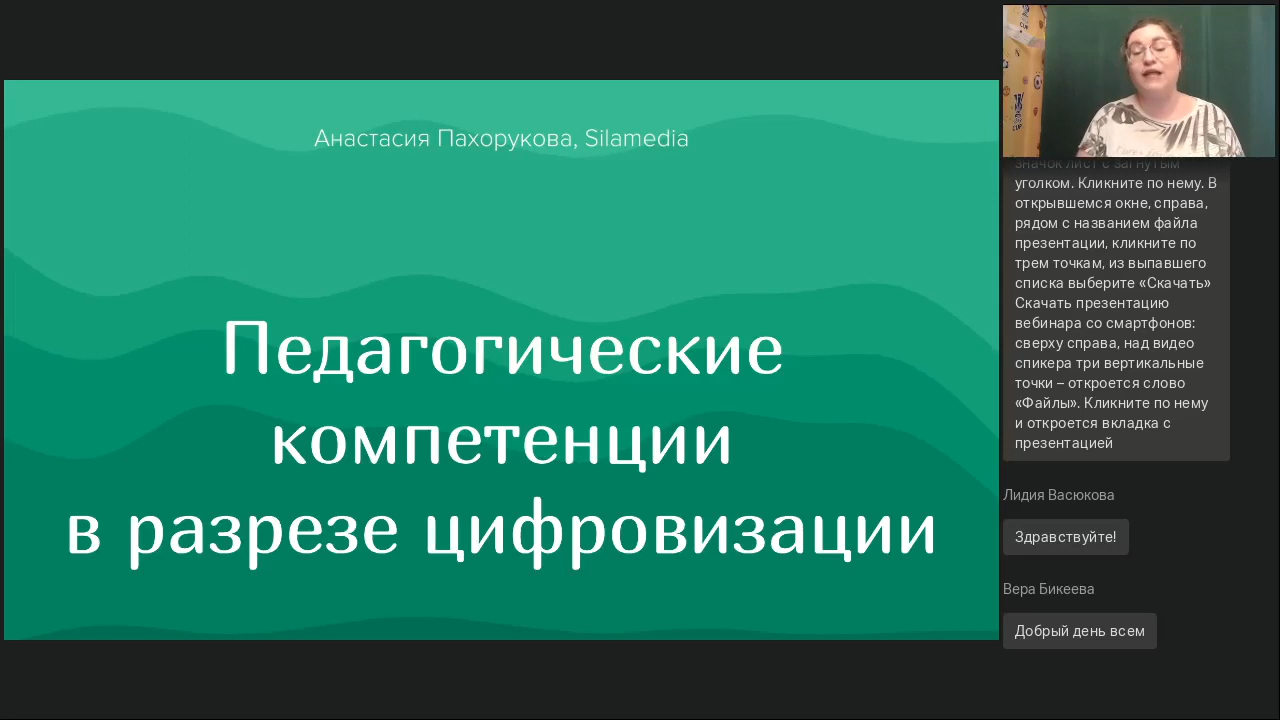 Анастасия Пахорукова, Silamedia
Педагогические
компетенции
в разрезе цифровизации
значок лист с загнутым
уголком. Кликните по нему. В
открывшемся окне, справа,
рядом с названием файла
презентации, кликните по
трем точкам, из выпавшего
списка выберите «Скачать»
Скачать презентацию
вебинара со смартфонов:
сверху справа, над видео
спикера три вертикальные
точки – откроется слово
«Файлы». Кликните по нему
и откроется вкладка с
презентацией
Лидия Васюкова
Здравствуйте!
Вера Бикеева
Добрый день всем